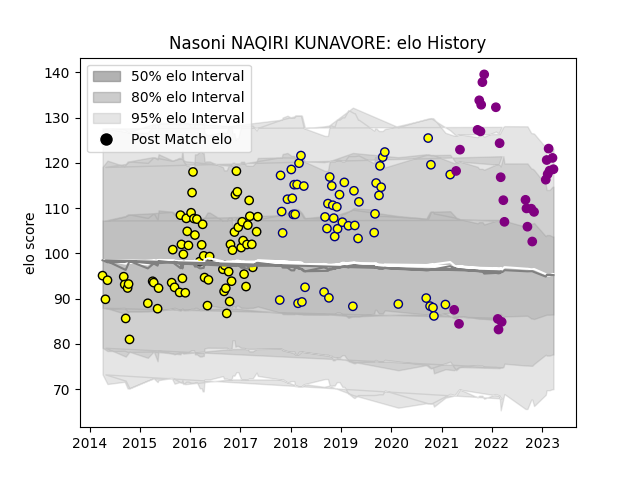 Nasoni NAQIRI KUNAVORE: elo History
50% elo Interval
80% elo Interval
95% elo Interval
Post Match elo
elo score
140
130
120
110
100
90
80
70
2014 2015 2016 2017 2018 2019 2020 2021 2022 2023